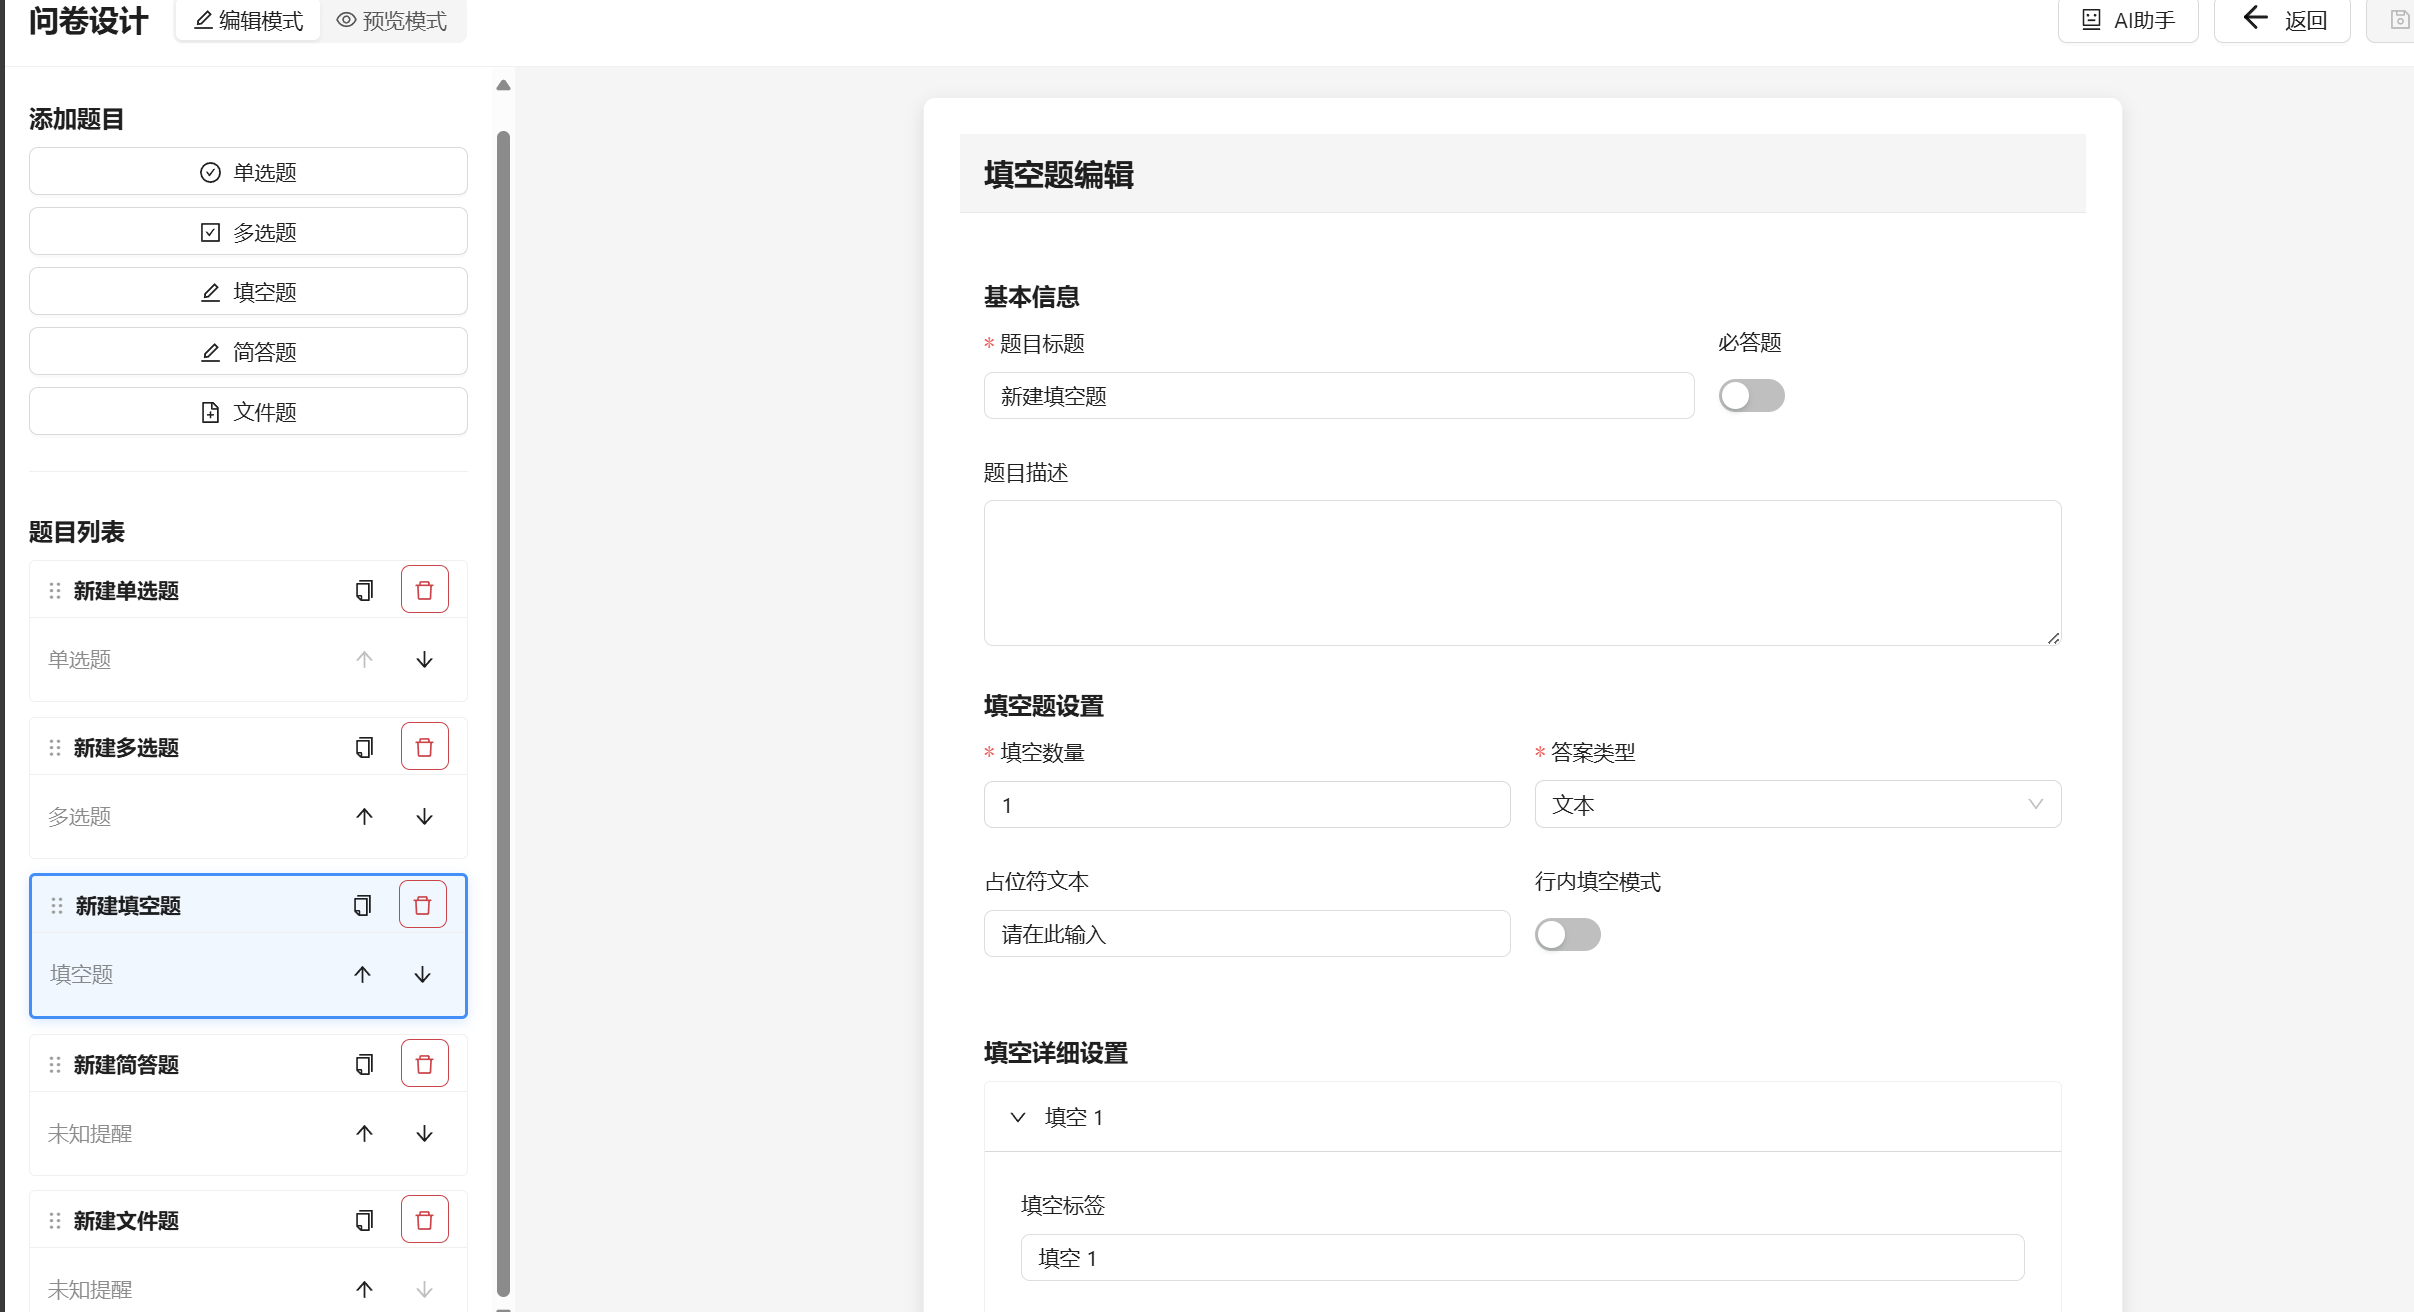 问卷设计 编辑模式 预览模式 AI助手 返回
添加题目
单选题
多选题
填空题
简答题
文件题
题目列表
新建单选题
单选题
新建多选题
多选题
新建填空题
填空题
新建简答题
未知提醒
新建文件题
未知提醒
填空题编辑
基本信息
* 题目标题 必答题
新建填空题
题目描述
填空题设置
* 填空数量 * 答案类型
1 文本
占位符文本 行内填空模式
请在此输入
填空详细设置
填空 1
填空标签
填空 1